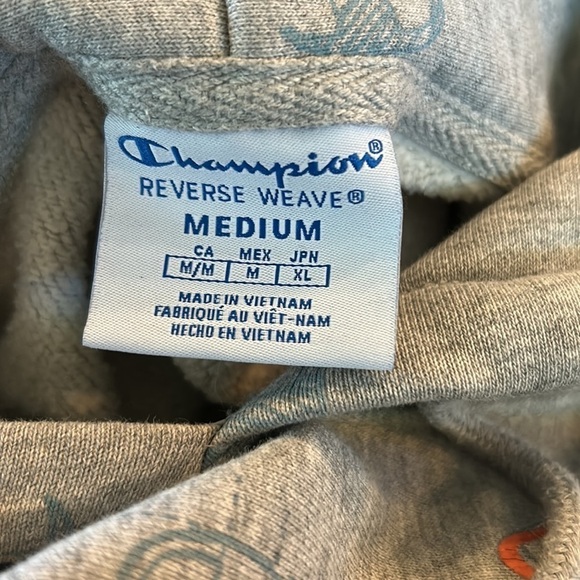 Champion®
REVERSE WEAVE®
MEDIUM
CA MEX JPN
M/M M XL
MADE IN VIETNAM
FABRIQUÉ AU VIÊT-NAM
HECHO EN VIETNAM